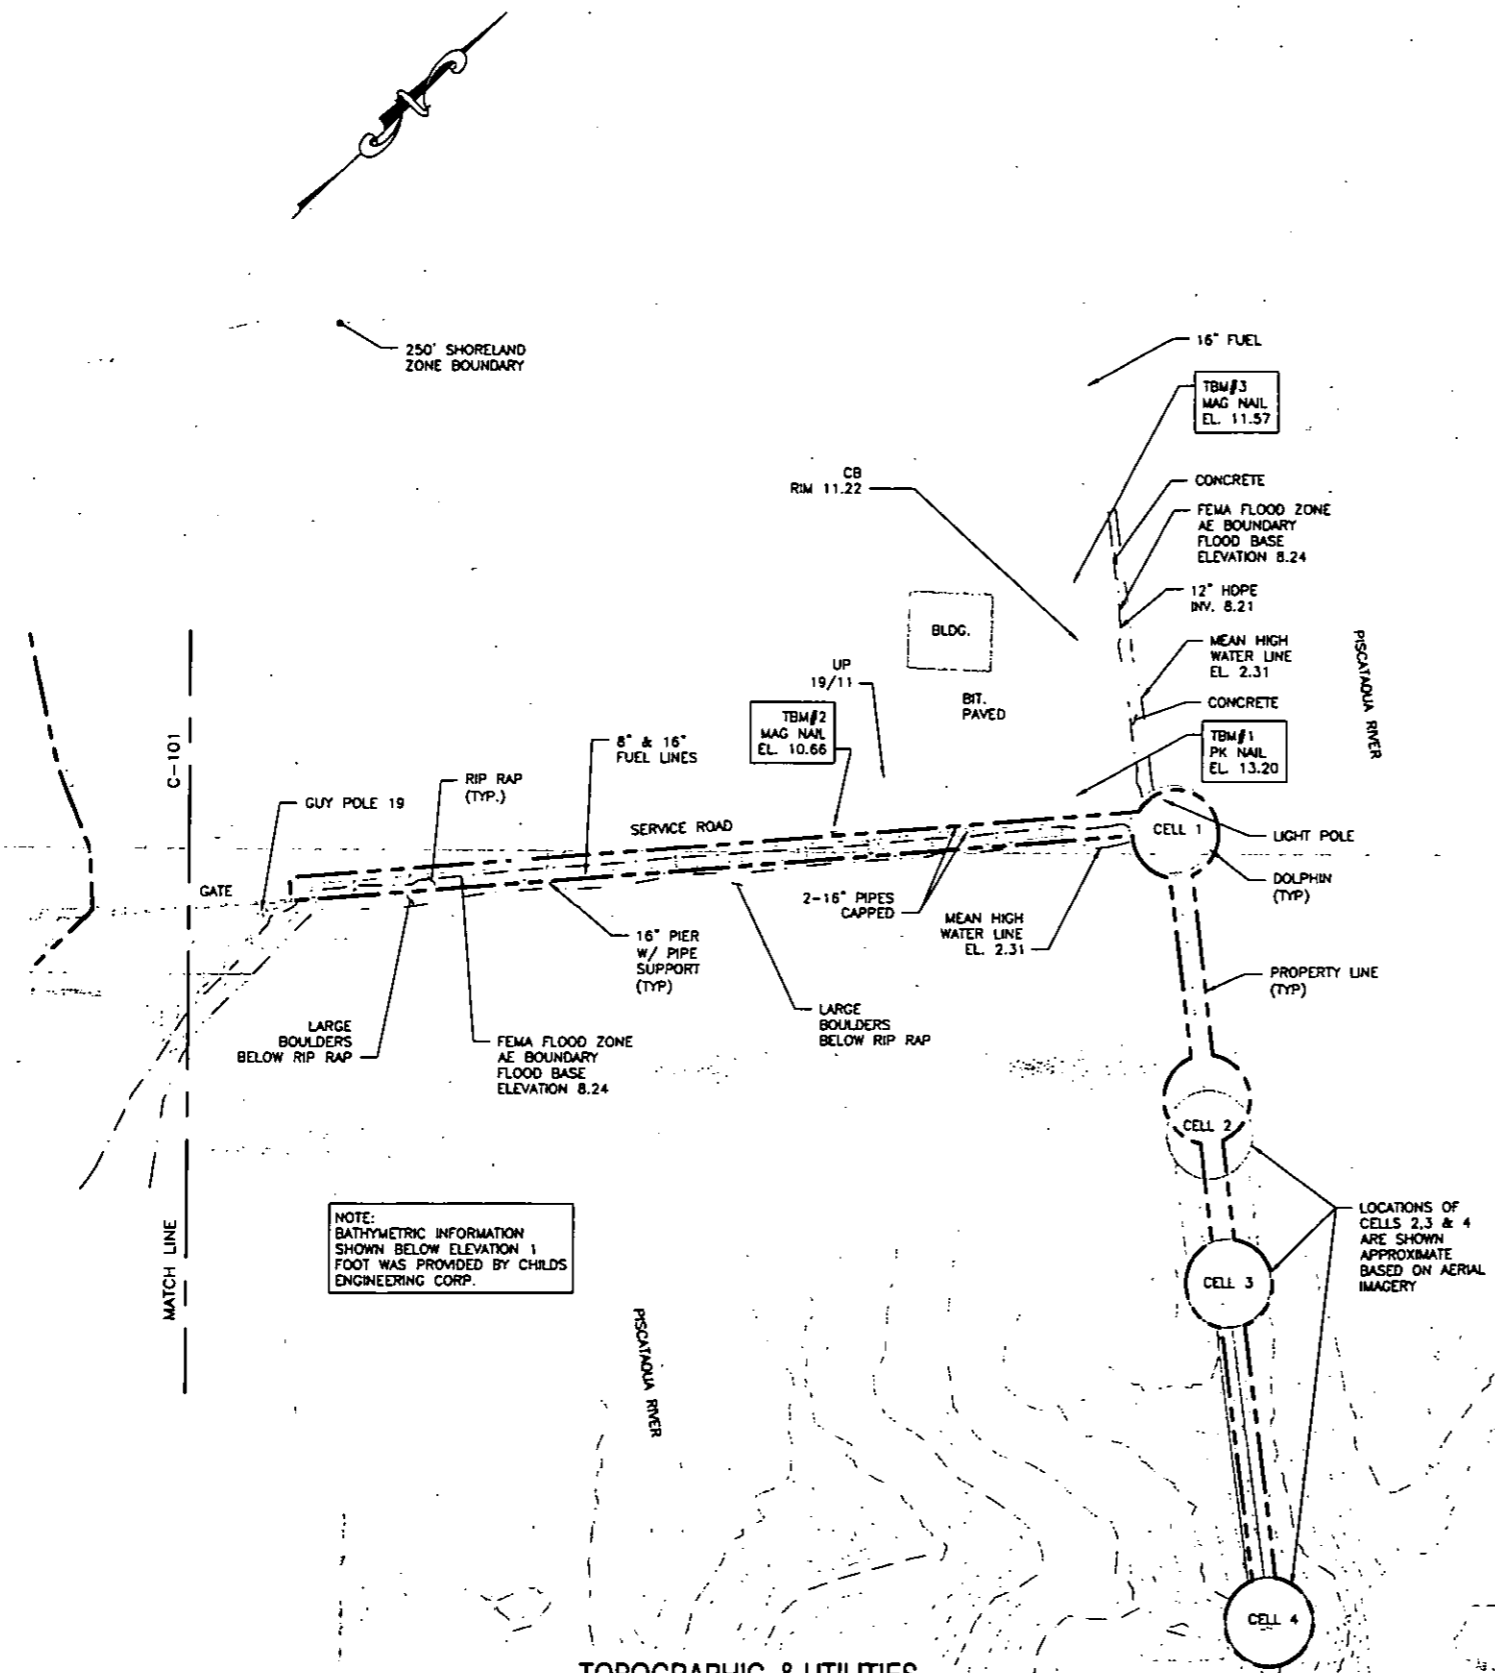 250' SHORELAND
ZONE BOUNDARY
16" FUEL
TBM#3
MAG NAIL
EL. 11.57
CB
RIM 11.22
CONCRETE
FEMA FLOOD ZONE
AE BOUNDARY
FLOOD BASE
ELEVATION 8.24
12" HDPE
INV. 8.21
BLDG.
MEAN HIGH
WATER LINE
EL. 2.31
PISCATAQUA RIVER
UP
19/11
BIT.
PAVED
CONCRETE
TBM#2
MAG NAIL
EL. 10.66
TBM#1
PK NAIL
EL. 13.20
C-101
8" & 16"
FUEL LINES
RIP RAP
(TYP.)
GUY POLE 19
SERVICE ROAD
CELL 1
LIGHT POLE
GATE
DOLPHIN
(TYP)
2-16" PIPES
CAPPED
MEAN HIGH
WATER LINE
EL. 2.31
16" PIER
W/ PIPE
SUPPORT
(TYP)
PROPERTY LINE
(TYP)
LARGE
BOULDERS
BELOW RIP RAP
LARGE
BOULDERS
BELOW RIP RAP
FEMA FLOOD ZONE
AE BOUNDARY
FLOOD BASE
ELEVATION 8.24
CELL 2
MATCH LINE
NOTE:
BATHYMETRIC INFORMATION
SHOWN BELOW ELEVATION 1
FOOT WAS PROVIDED BY CHILDS
ENGINEERING CORP.
LOCATIONS OF
CELLS 2,3 & 4
ARE SHOWN
APPROXIMATE
BASED ON AERIAL
IMAGERY
CELL 3
PISCATAQUA RIVER
CELL 4
TOPOGRAPHIC & UTILITIES